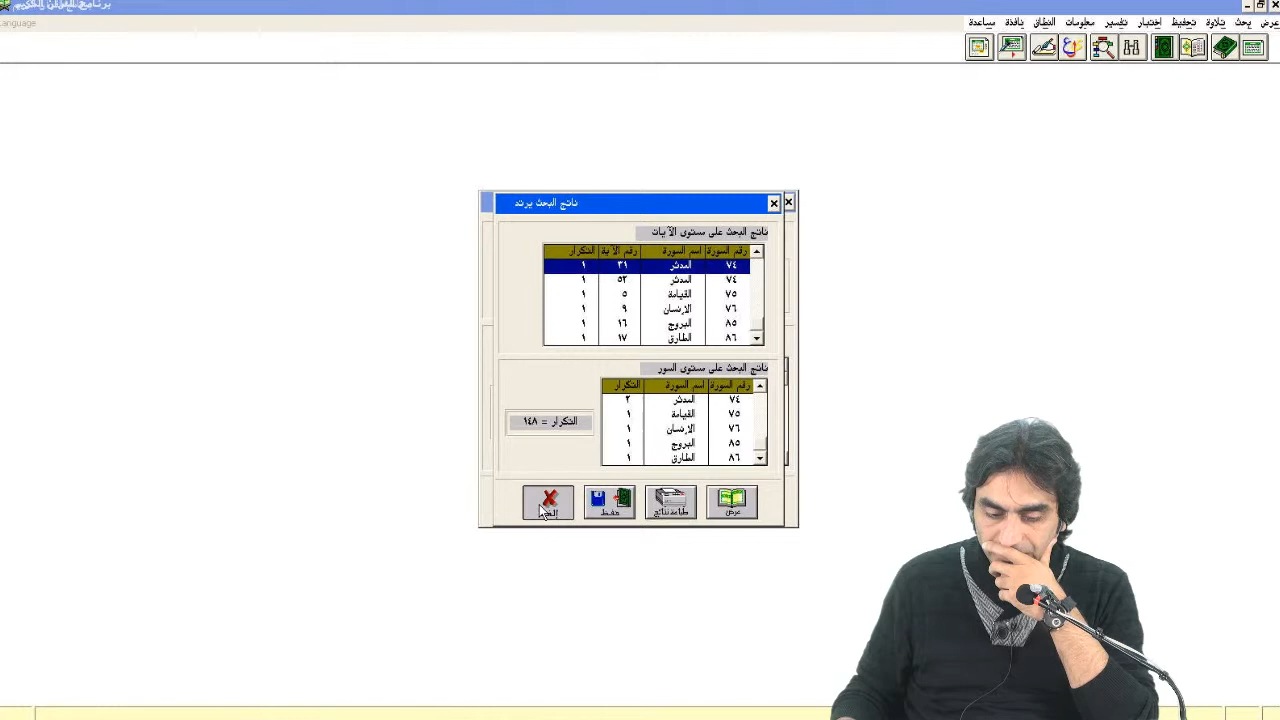 برنامج القرآن الكريم
Language
عرض بحث تلاوة تحفيظ اختبار تفسير معلومات النطاق نافذة مساعدة
ناتج البحث يرتد
ناتج البحث على مستوى الآيات
رقم السورة اسم السورة رقم الآية التكرار
٧٤ المدثر ٣١ ١
٧٤ المدثر ٥٢ ١
٧٥ القيامة ٥ ١
٧٦ الإنسان ٩ ١
٨٥ البروج ١٦ ١
٨٦ الطارق ١٧ ١
ناتج البحث على مستوى السور
رقم السورة اسم السورة التكرار
٧٤ المدثر ٢
٧٥ القيامة ١
٧٦ الإنسان ١
٨٥ البروج ١
٨٦ الطارق ١
التكرار = ١٤٨
عرض طباعة نتائج حفظ